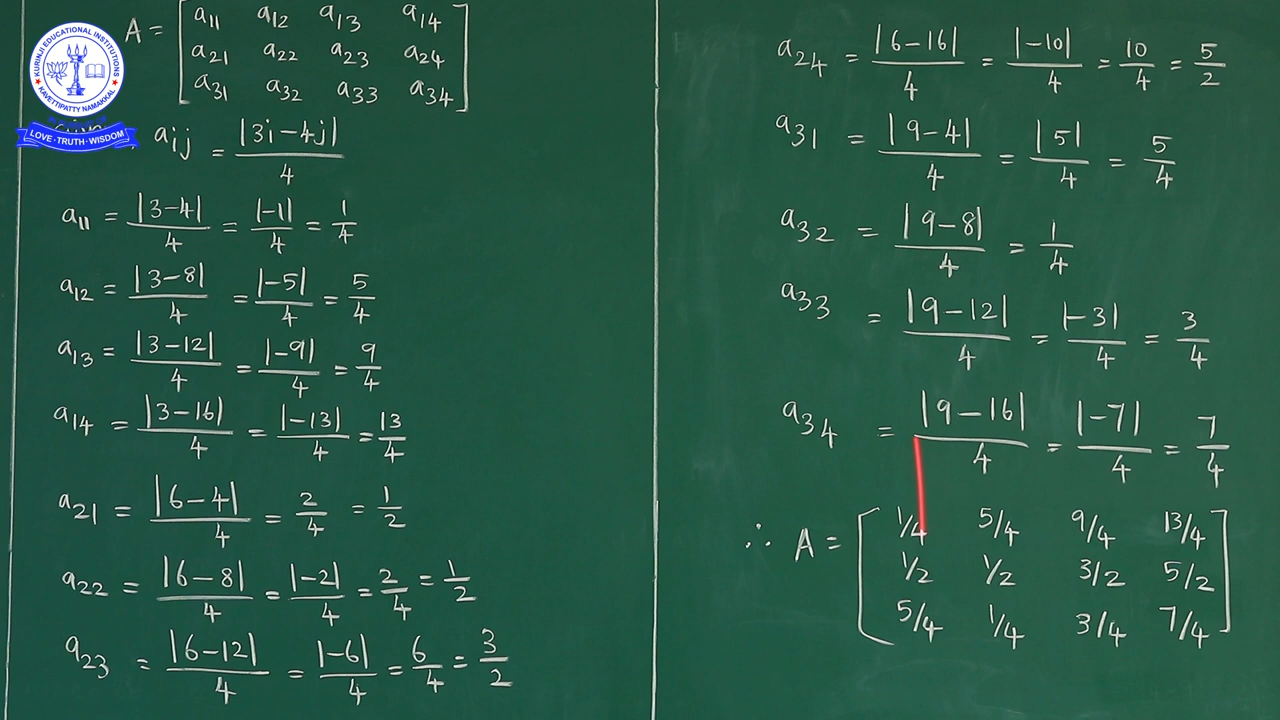 KURINJI EDUCATIONAL INSTITUTIONS
KAVETTIPATTY NAMAKKAL
LOVE · TRUTH · WISDOM
A = [a11 a12 a13 a14
a21 a22 a23 a24
a31 a32 a33 a34]
aij = |3i-4j|/4
a11 = |3-4|/4 = |-1|/4 = 1/4
a12 = |3-8|/4 = |-5|/4 = 5/4
a13 = |3-12|/4 = |-9|/4 = 9/4
a14 = |3-16|/4 = |-13|/4 = 13/4
a21 = |6-4|/4 = 2/4 = 1/2
a22 = |6-8|/4 = |-2|/4 = 2/4 = 1/2
a23 = |6-12|/4 = |-6|/4 = 6/4 = 3/2
a24 = |6-16|/4 = |-10|/4 = 10/4 = 5/2
a31 = |9-4|/4 = |5|/4 = 5/4
a32 = |9-8|/4 = 1/4
a33 = |9-12|/4 = |-3|/4 = 3/4
a34 = |9-16|/4 = |-7|/4 = 7/4
∴ A = [1/4 5/4 9/4 13/4
1/2 1/2 3/2 5/2
5/4 1/4 3/4 7/4]